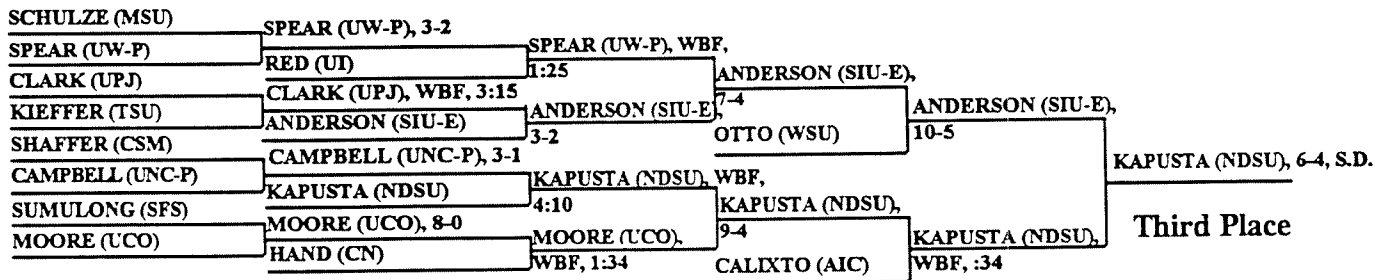 SCHULZE (MSU)
SPEAR (UW-P)
CLARK (UPJ)
KIEFFER (TSU)
SHAFFER (CSM)
CAMPBELL (UNC-P)
SUMULONG (SFS)
MOORE (UCO)
SPEAR (UW-P), 3-2
RED (UI)
CLARK (UPJ), WBF, 3:15
ANDERSON (SIU-E)
CAMPBELL (UNC-P), 3-1
KAPUSTA (NDSU)
MOORE (UCO), 8-0
HAND (CN)
SPEAR (UW-P), WBF,
1:25
ANDERSON (SIU-E),
3-2
KAPUSTA (NDSU), WBF,
4:10
MOORE (UCO),
WBF, 1:34
ANDERSON (SIU-E),
7-4
OTTO (WSU)
KAPUSTA (NDSU),
9-4
CALIXTO (AIC)
ANDERSON (SIU-E),
10-5
KAPUSTA (NDSU),
WBF, :34
KAPUSTA (NDSU), 6-4, S.D.
Third Place